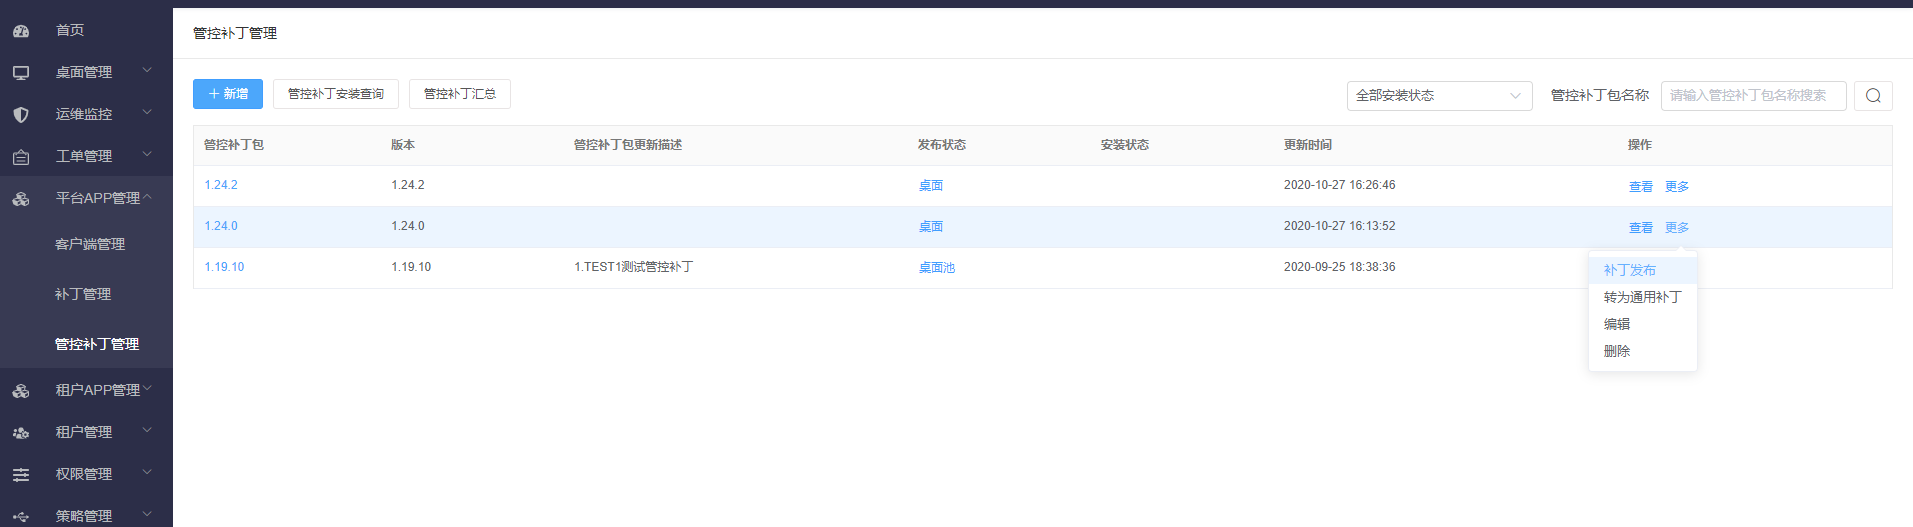 首页
桌面管理
运维监控
工单管理
平台APP管理
客户端管理
补丁管理
管控补丁管理
租户APP管理
租户管理
权限管理
策略管理
管控补丁管理
新增 管控补丁安装查询 管控补丁汇总 全部安装状态 管控补丁包名称 请输入管控补丁包名称搜索
管控补丁包 版本 管控补丁包更新描述 发布状态 安装状态 更新时间 操作
1.24.2 1.24.2 桌面 2020-10-27 16:26:46 查看 更多
1.24.0 1.24.0 桌面 2020-10-27 16:13:52 查看 更多
1.19.10 1.19.10 1.TEST1测试管控补丁 桌面池 2020-09-25 18:38:36
补丁发布
转为通用补丁
编辑
删除